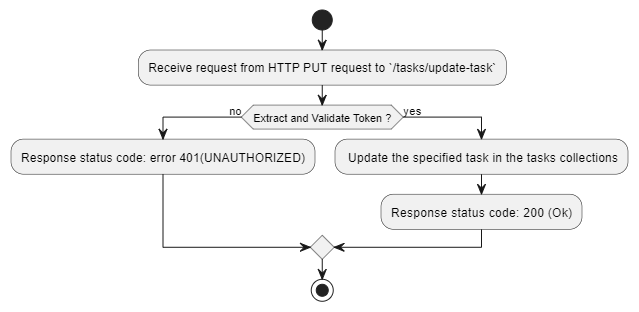 Receive request from HTTP PUT request to `/tasks/update-task`
no
Extract and Validate Token ?
yes
Response status code: error 401(UNAUTHORIZED)
Update the specified task in the tasks collections
Response status code: 200 (Ok)